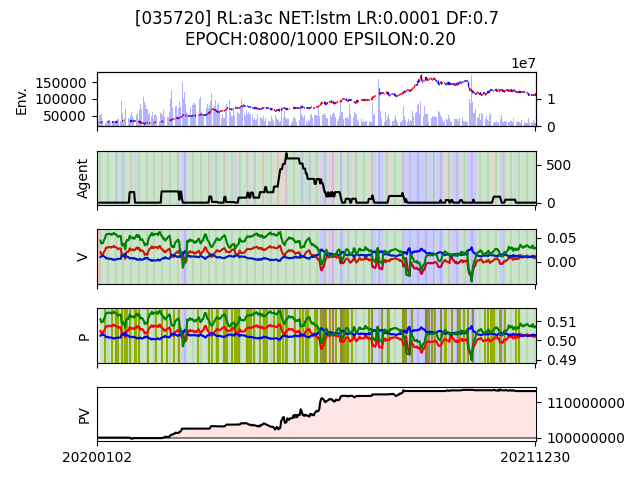 [035720] RL:a3c NET:lstm LR:0.0001 DF:0.7
EPOCH:0800/1000 EPSILON:0.20
1e7
Env.
150000
100000
50000
1
0
Agent
500
0
V
0.05
0.00
P
0.51
0.50
0.49
PV
110000000
100000000
20200102
20211230